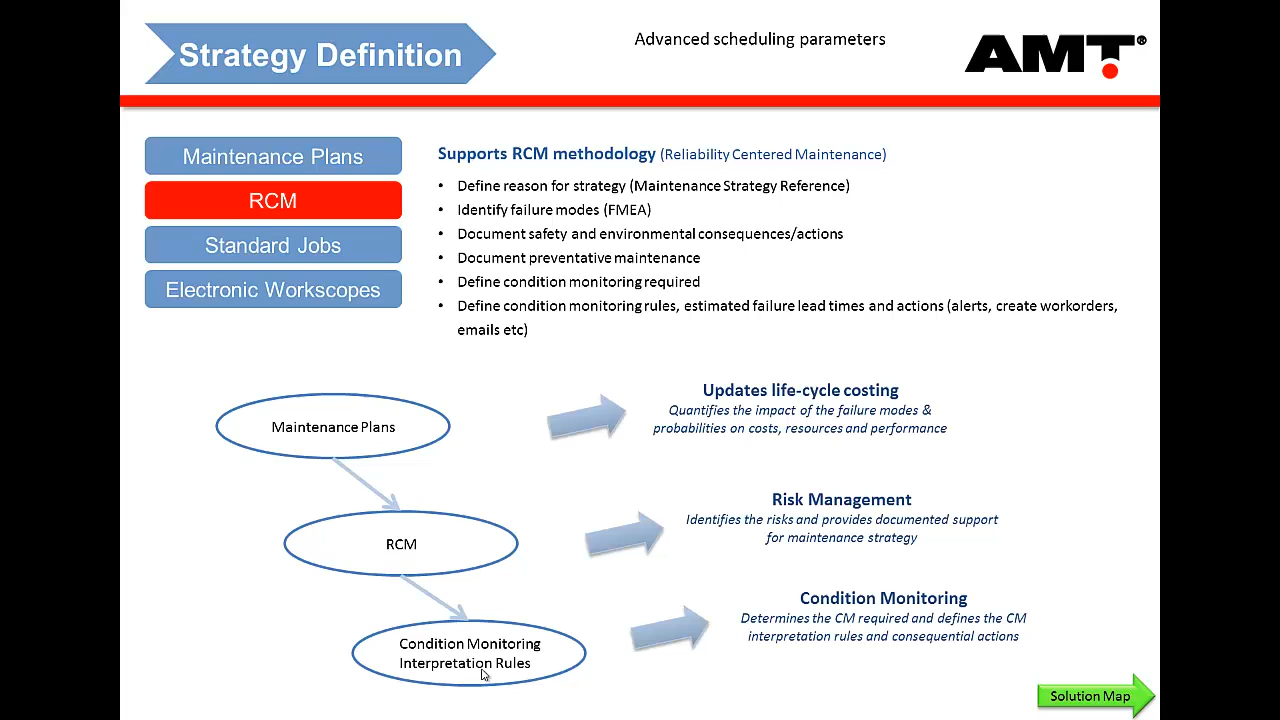 Strategy Definition
Advanced scheduling parameters
AMT®
Maintenance Plans
RCM
Standard Jobs
Electronic Workscopes
Supports RCM methodology (Reliability Centered Maintenance)
• Define reason for strategy (Maintenance Strategy Reference)
• Identify failure modes (FMEA)
• Document safety and environmental consequences/actions
• Document preventative maintenance
• Define condition monitoring required
• Define condition monitoring rules, estimated failure lead times and actions (alerts, create workorders,
emails etc)
Maintenance Plans
Updates life-cycle costing
Quantifies the impact of the failure modes &
probabilities on costs, resources and performance
RCM
Risk Management
Identifies the risks and provides documented support
for maintenance strategy
Condition Monitoring
Interpretation Rules
Condition Monitoring
Determines the CM required and defines the CM
interpretation rules and consequential actions
Solution Map